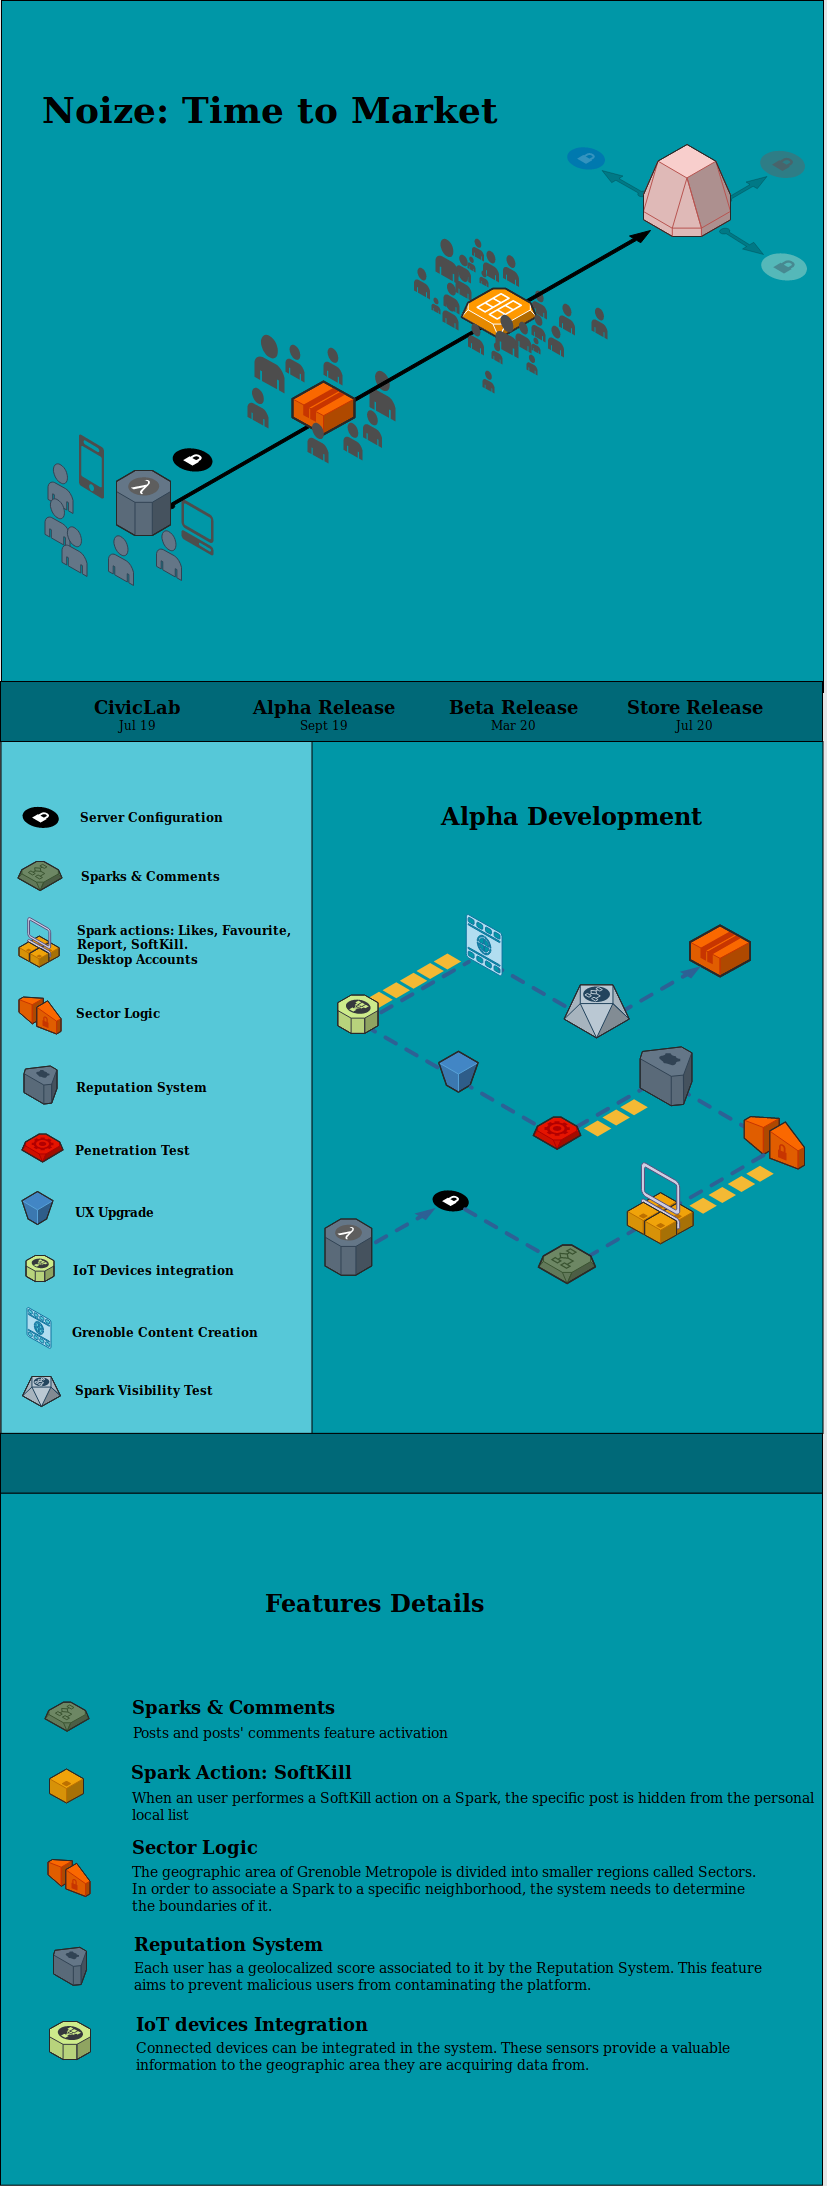 Noize: Time to Market
λ
CivicLab
Jul 19
Alpha Release
Sept 19
Beta Release
Mar 20
Store Release
Jul 20
Server Configuration
Sparks & Comments
Spark actions: Likes, Favourite,
Report, SoftKill.
Desktop Accounts
Sector Logic
Reputation System
Penetration Test
UX Upgrade
IoT Devices integration
Grenoble Content Creation
Spark Visibility Test
Alpha Development
λ
Features Details
Sparks & Comments
Posts and posts' comments feature activation
Spark Action: SoftKill
When an user performes a SoftKill action on a Spark, the specific post is hidden from the personal
local list
Sector Logic
The geographic area of Grenoble Metropole is divided into smaller regions called Sectors.
In order to associate a Spark to a specific neighborhood, the system needs to determine
the boundaries of it.
Reputation System
Each user has a geolocalized score associated to it by the Reputation System. This feature
aims to prevent malicious users from contaminating the platform.
IoT devices Integration
Connected devices can be integrated in the system. These sensors provide a valuable
information to the geographic area they are acquiring data from.